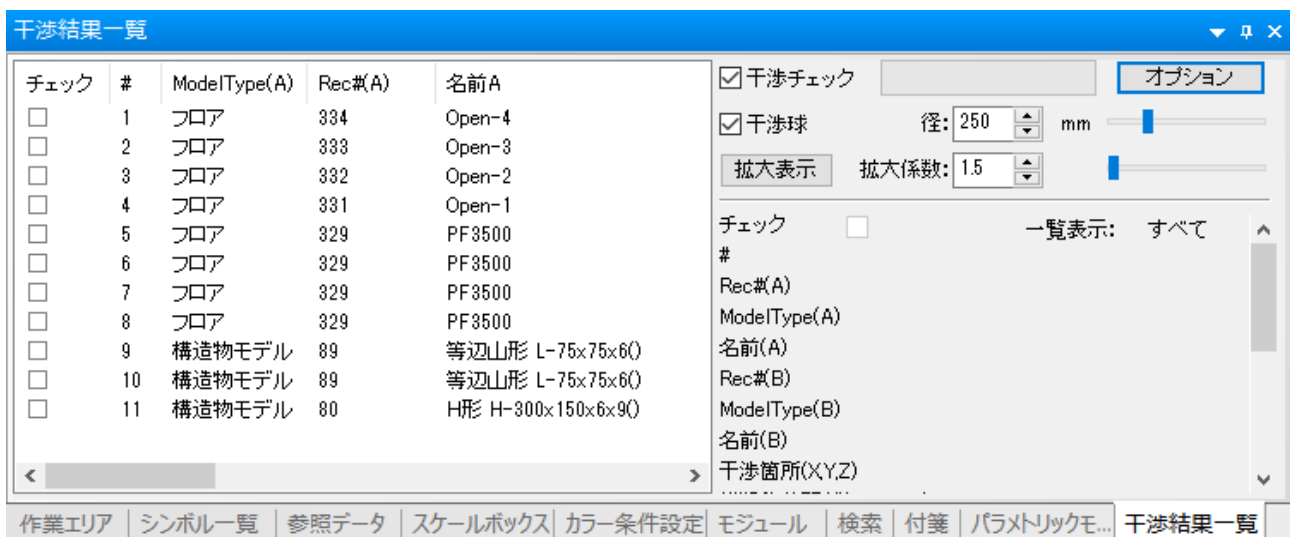 干渉結果一覧
チェック # ModelType(A) Rec#(A) 名前A
1 フロア 334 Open-4
2 フロア 333 Open-3
3 フロア 332 Open-2
4 フロア 331 Open-1
5 フロア 329 PF3500
6 フロア 329 PF3500
7 フロア 329 PF3500
8 フロア 329 PF3500
9 構造物モデル 89 等辺山形 L-75x75x6()
10 構造物モデル 89 等辺山形 L-75x75x6()
11 構造物モデル 80 H形 H-300x150x6x9()
干渉チェック オプション
干渉球 径: 250 mm
拡大表示 拡大係数: 1.5
チェック 一覧表示: すべて
#
Rec#(A)
ModelType(A)
名前(A)
Rec#(B)
ModelType(B)
名前(B)
干渉箇所(X,Y,Z)
作業エリア シンボル一覧 参照データ スケールボックス カラー条件設定 モジュール 検索 付箋 パラメトリックモ... 干渉結果一覧